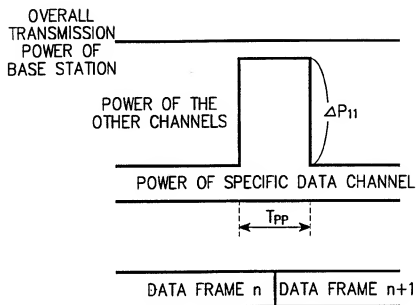 OVERALL
TRANSMISSION
POWER OF
BASE STATION
POWER OF THE
OTHER CHANNELS
ΔP11
POWER OF SPECIFIC DATA CHANNEL
TPP
DATA FRAME n
DATA FRAME n+1